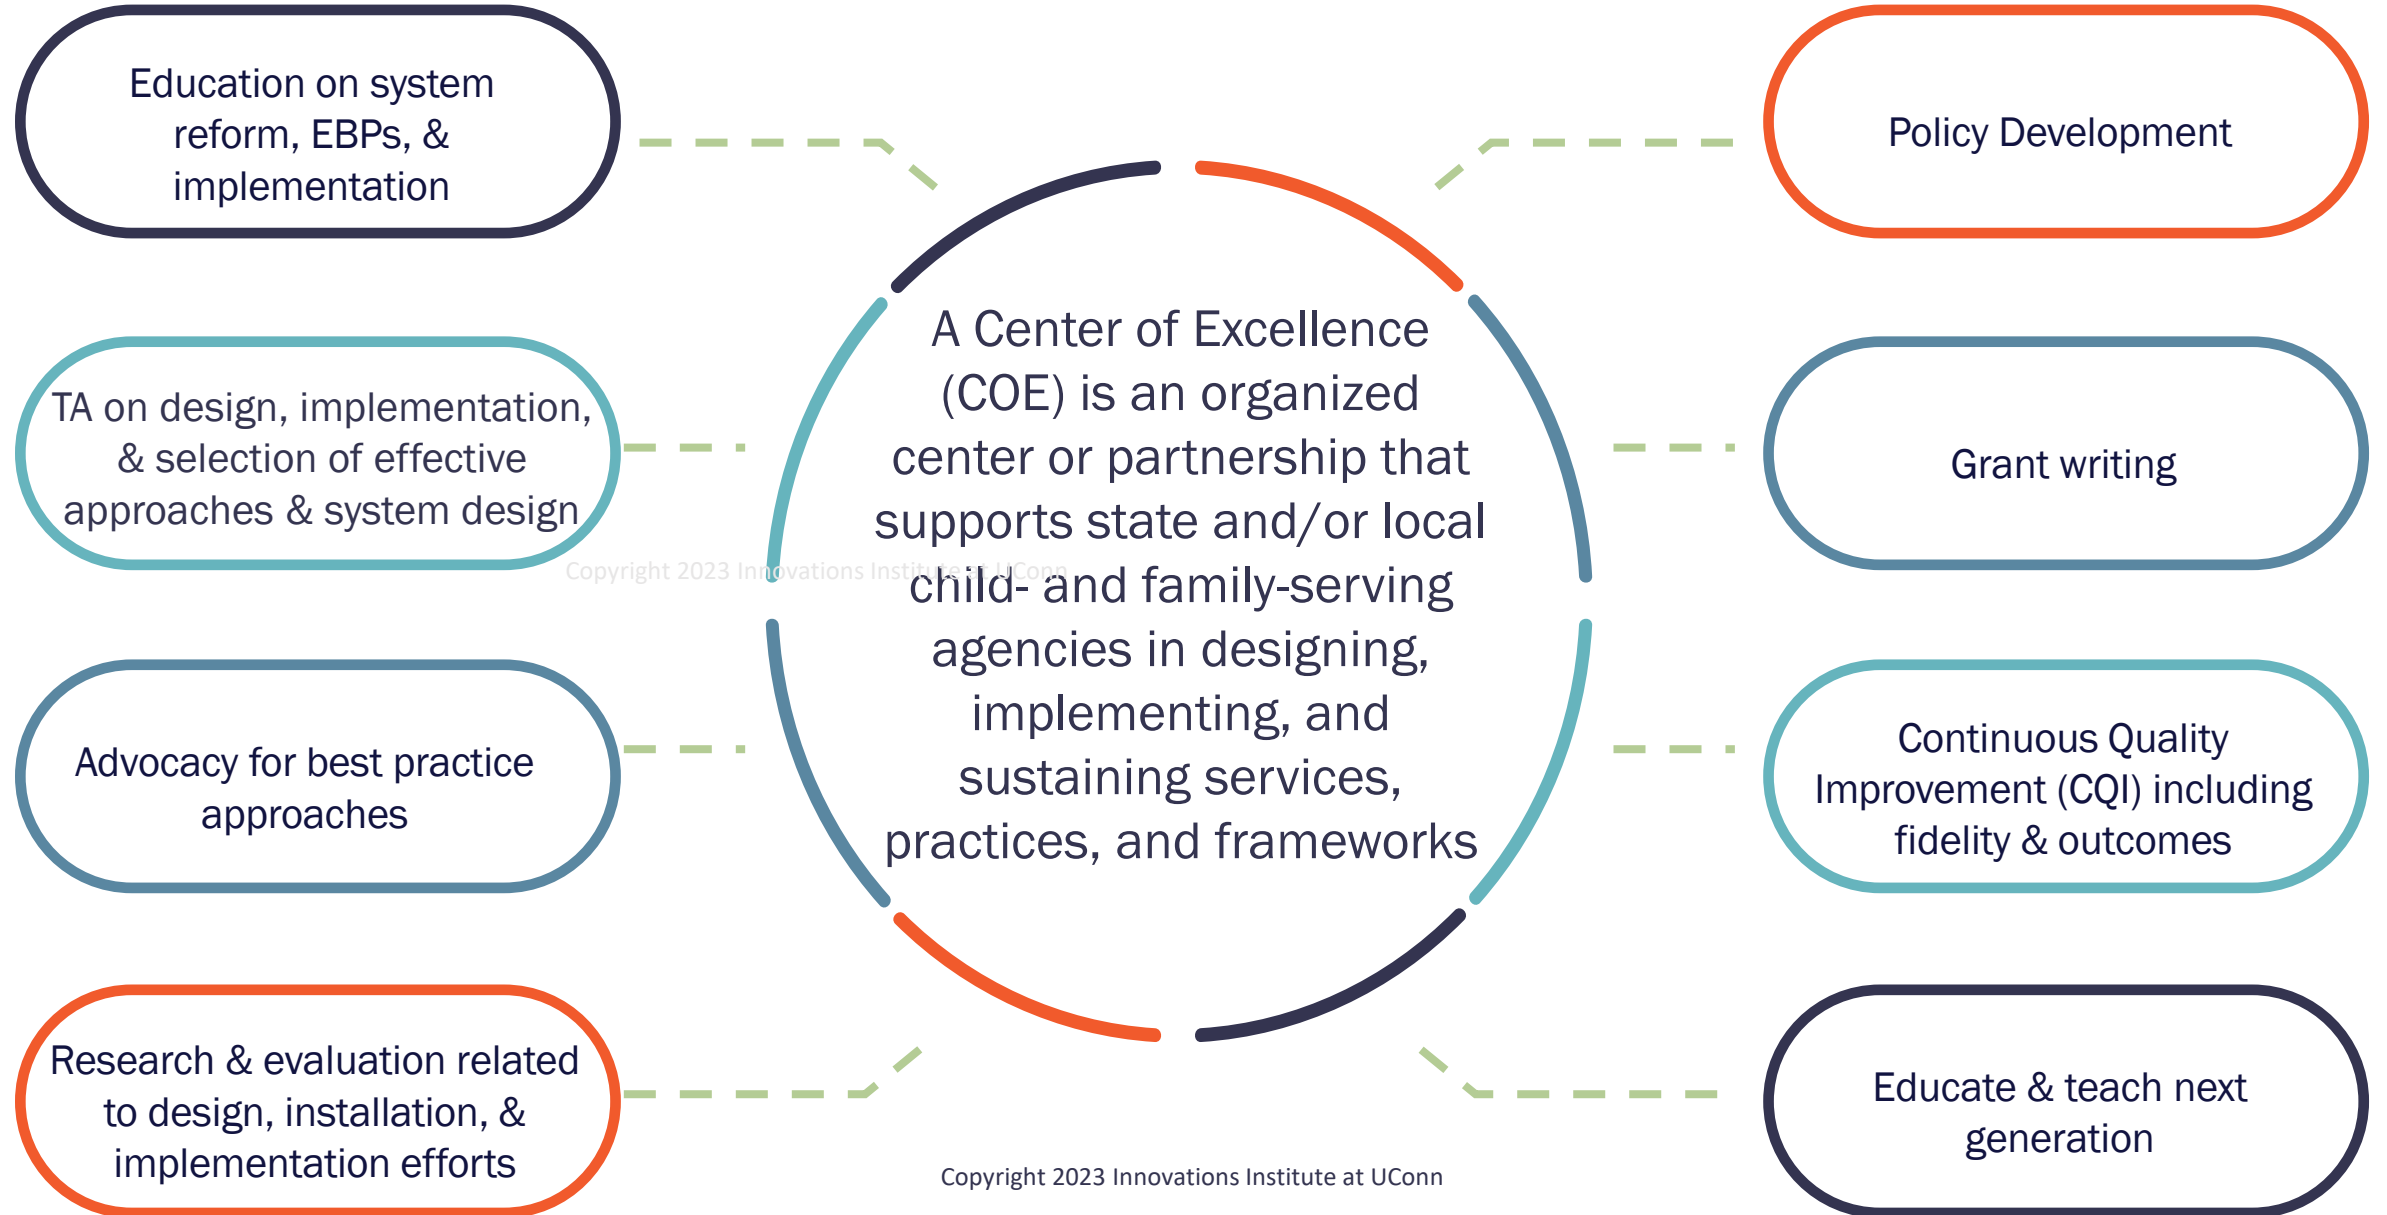 Education on system
reform, EBPs, &
implementation
TA on design, implementation,
& selection of effective
approaches & system design
Advocacy for best practice
approaches
Research & evaluation related
to design, installation, &
implementation efforts
A Center of Excellence
(COE) is an organized
center or partnership that
supports state and/or local
child- and family-serving
agencies in designing,
implementing, and
sustaining services,
practices, and frameworks
Copyright 2023 Innovations Institute at UConn
Policy Development
Grant writing
Continuous Quality
Improvement (CQI) including
fidelity & outcomes
Educate & teach next
generation
Copyright 2023 Innovations Institute at UConn